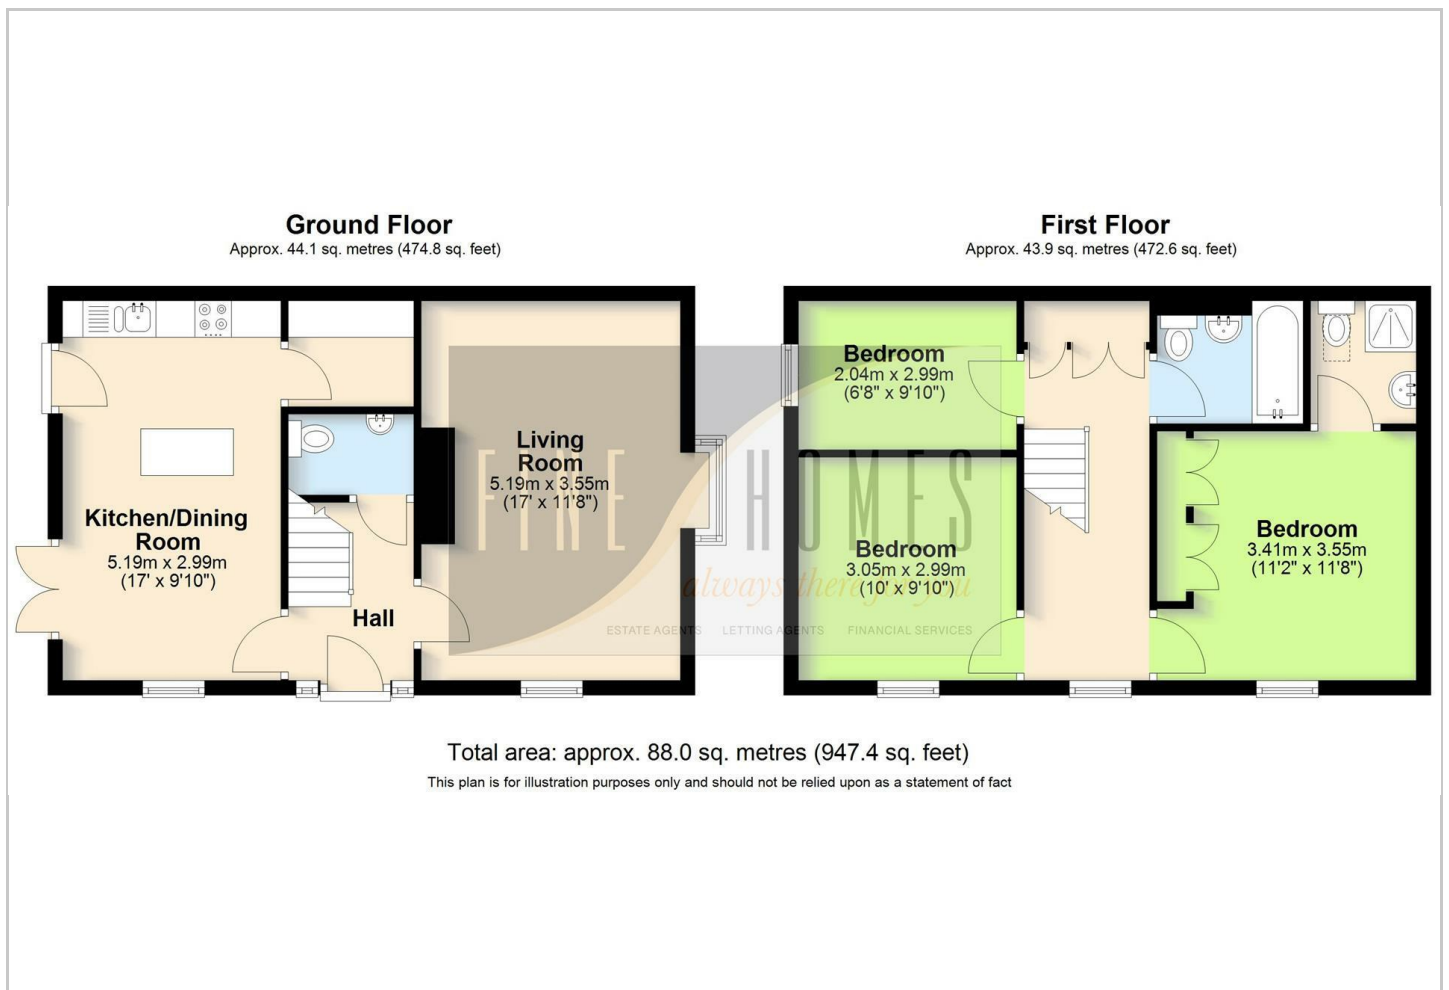 Ground Floor
Approx. 44.1 sq. metres (474.8 sq. feet)
Kitchen/Dining
Room
5.19m x 2.99m
(17' x 9'10")
Hall
Living
Room
5.19m x 3.55m
(17' x 11'8")
First Floor
Approx. 43.9 sq. metres (472.6 sq. feet)
Bedroom
2.04m x 2.99m
(6'8" x 9'10")
Bedroom
3.05m x 2.99m
(10' x 9'10")
Bedroom
3.41m x 3.55m
(11'2" x 11'8")
FINE HOMES
always there for you
ESTATE AGENTS LETTING AGENTS FINANCIAL SERVICES
Total area: approx. 88.0 sq. metres (947.4 sq. feet)
This plan is for illustration purposes only and should not be relied upon as a statement of fact